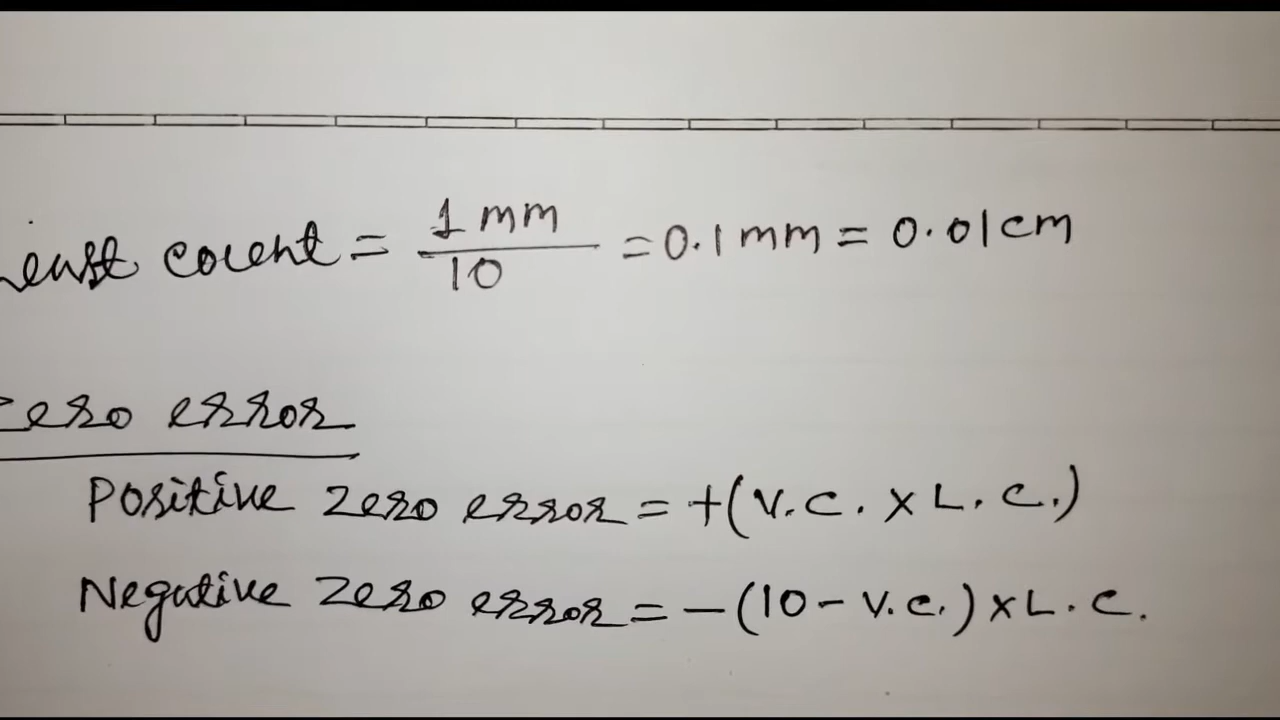 Least count = 1 mm / 10 = 0.1 mm = 0.01 cm
Zero error
Positive zero error = + (V.C. × L.C.)
Negative zero error = - (10 - V.C.) × L.C.